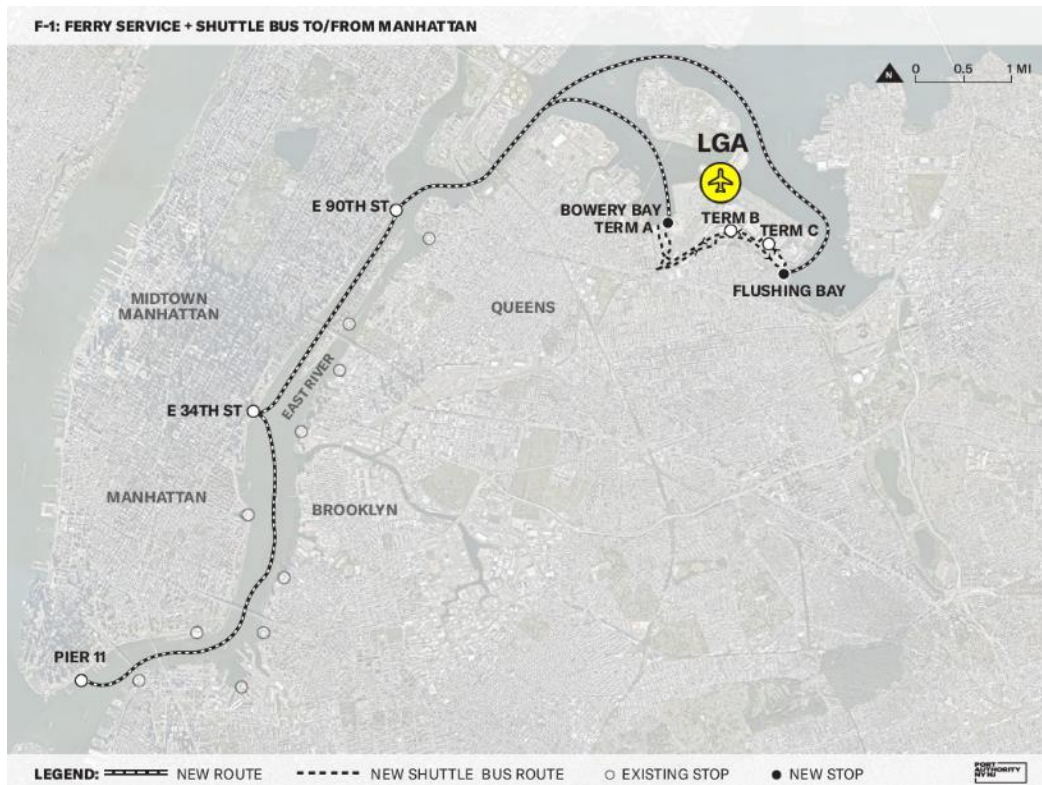 F-1: FERRY SERVICE + SHUTTLE BUS TO/FROM MANHATTAN
N
0 0.5 1 MI
LGA
E 90TH ST
BOWERY BAY
TERM A
TERM B
TERM C
FLUSHING BAY
MIDTOWN
MANHATTAN
QUEENS
EAST RIVER
E 34TH ST
MANHATTAN
BROOKLYN
PIER 11
LEGEND: NEW ROUTE NEW SHUTTLE BUS ROUTE EXISTING STOP NEW STOP
PORT
AUTHORITY
NY NJ